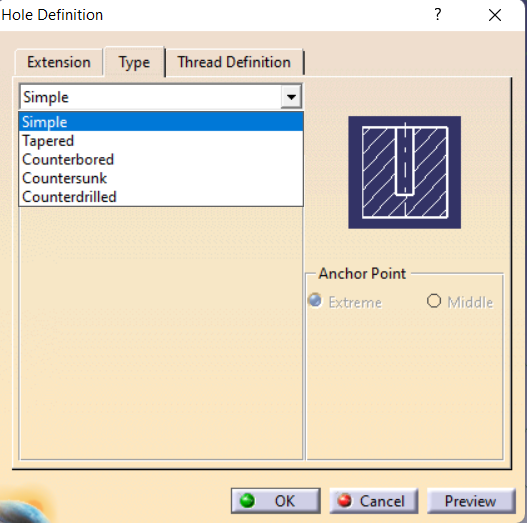 Hole Definition
?
Extension
Type
Thread Definition
Simple
Simple
Tapered
Counterbored
Countersunk
Counterdrilled
Anchor Point
Extreme
Middle
OK
Cancel
Preview